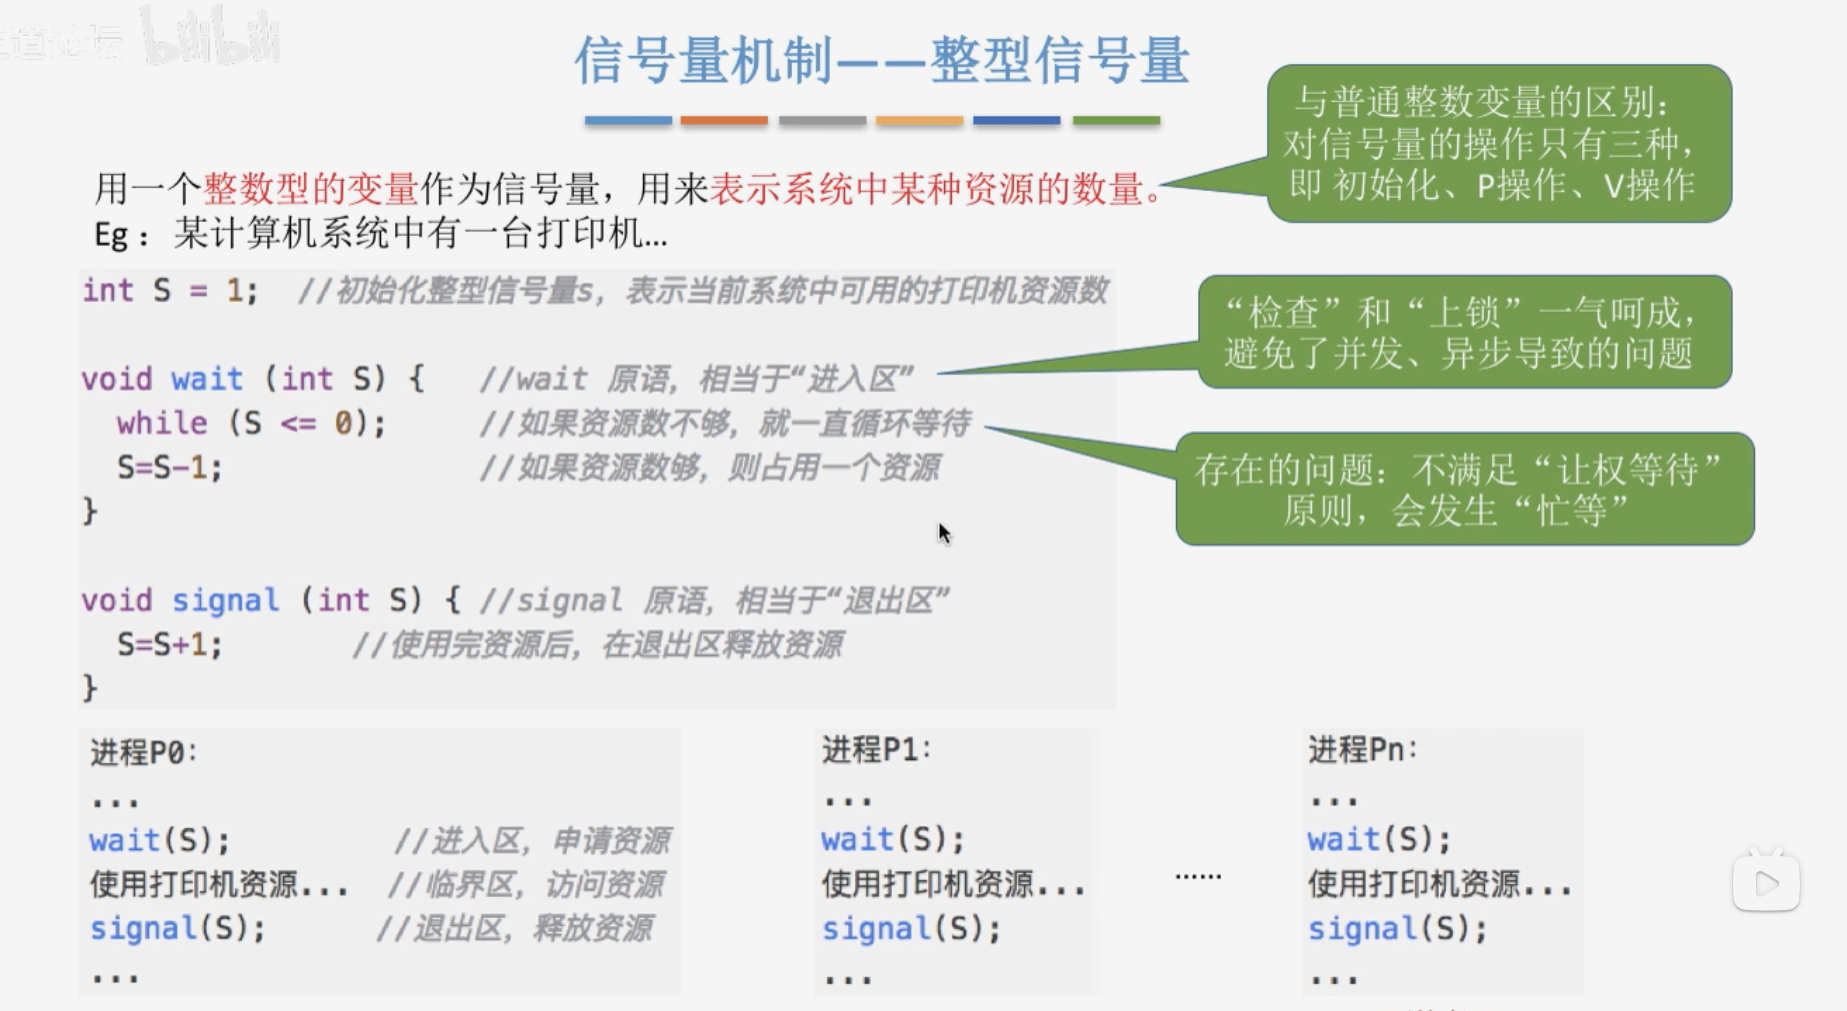 道论坛 bilibili
信号量机制——整型信号量
与普通整数变量的区别：
对信号量的操作只有三种，
即 初始化、P操作、V操作
用一个整数型的变量作为信号量，用来表示系统中某种资源的数量。
Eg： 某计算机系统中有一台打印机...
int S = 1;  //初始化整型信号量s，表示当前系统中可用的打印机资源数
“检查”和“上锁”一气呵成，
避免了并发、异步导致的问题
void wait (int S) {   //wait 原语，相当于“进入区”
while (S <= 0);     //如果资源数不够，就一直循环等待
S=S-1;              //如果资源数够，则占用一个资源
}
存在的问题：不满足“让权等待”
原则，会发生“忙等”
void signal (int S) { //signal 原语，相当于“退出区”
S=S+1;       //使用完资源后，在退出区释放资源
}
进程P0：
...
wait(S);         //进入区，申请资源
使用打印机资源...  //临界区，访问资源
signal(S);      //退出区，释放资源
...
进程P1：
...
wait(S);
使用打印机资源...
signal(S);
...
......
进程Pn：
...
wait(S);
使用打印机资源...
signal(S);
...